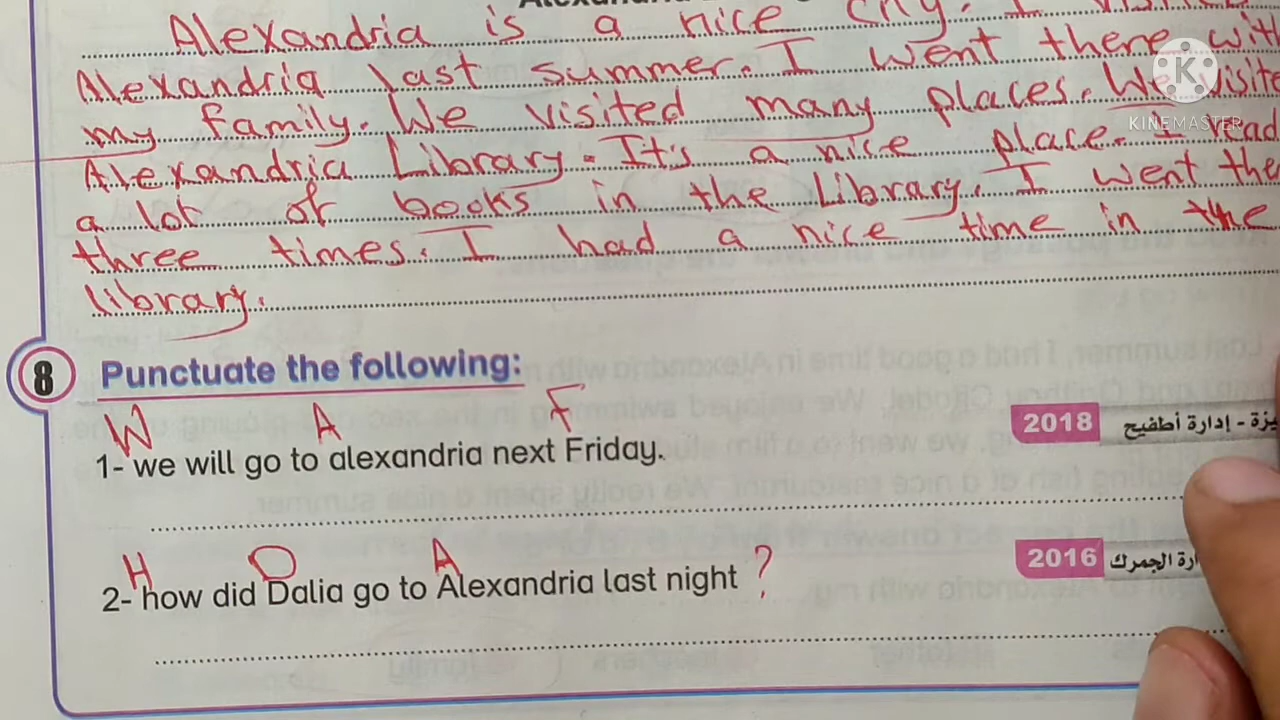 Alexandria is a nice city. I visited
Alexandria last summer. I went there with
my family. We visited many places. We visite
Alexandria Library. It's a nice place. I
a lot of books in the Library. I went the
three times. I had a nice time in the
library.
K
KINEMASTER
8 Punctuate the following:
W A F
1- we will go to alexandria next Friday.
2018 إدارة أطفيح
H D A ?
2- how did Dalia go to Alexandria last night
2016 الجمرك